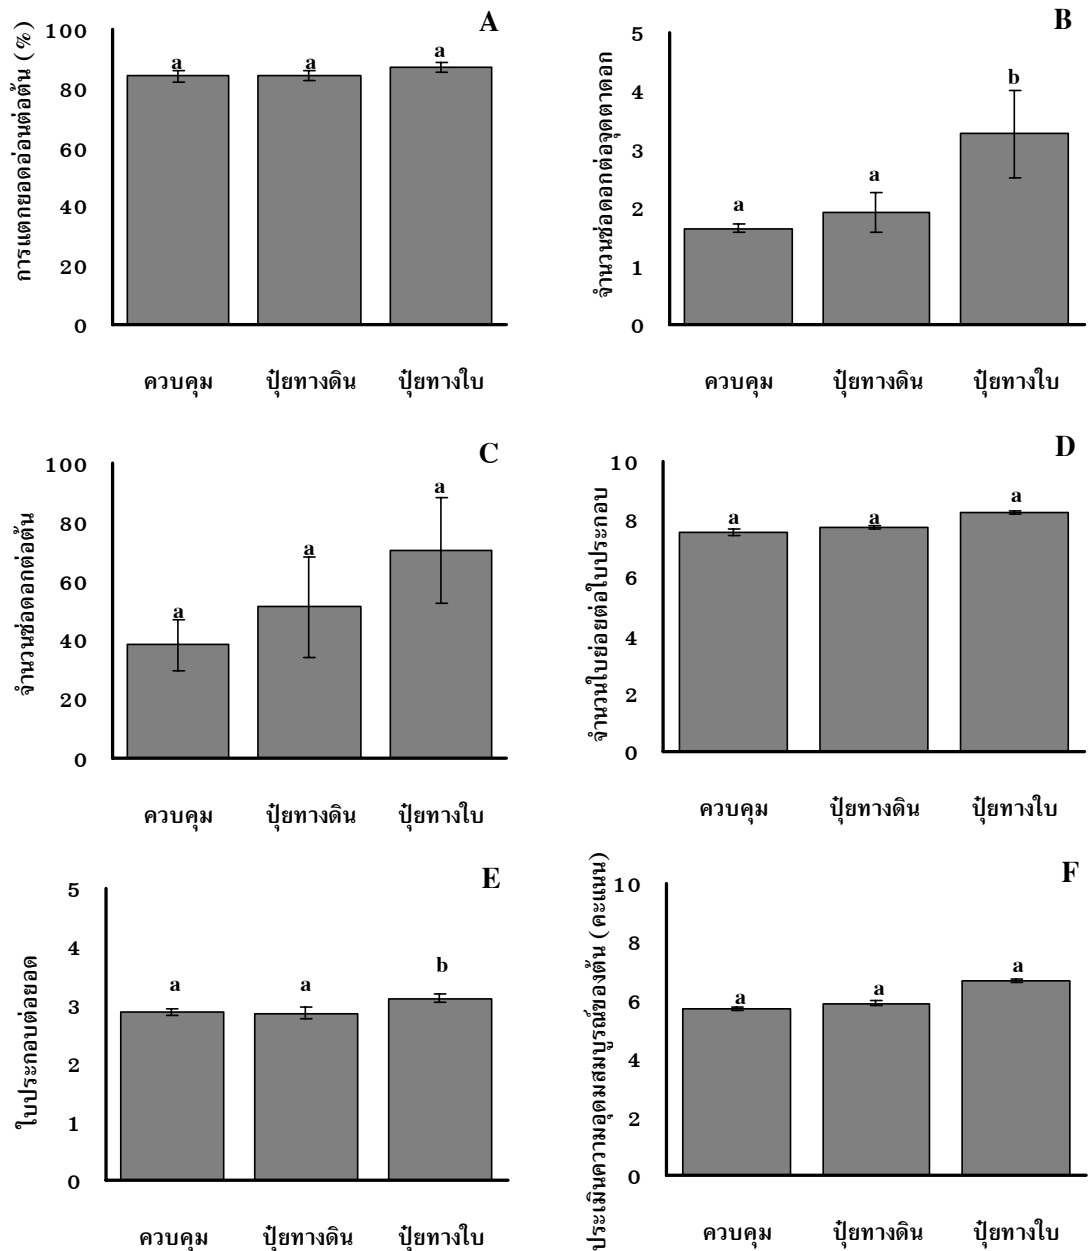 A
การแตกยอดอ่อนต่อต้น (%)
100
80
60
40
20
0
a
a
a
ควบคุม ปุ๋ยทางดิน ปุ๋ยทางใบ
B
จำนวนช่อดอกต่อจุดตาดอก
5
4
3
2
1
0
a
a
b
ควบคุม ปุ๋ยทางดิน ปุ๋ยทางใบ
C
จำนวนช่อดอกต่อต้น
100
80
60
40
20
0
a
a
a
ควบคุม ปุ๋ยทางดิน ปุ๋ยทางใบ
D
จำนวนใบย่อยต่อใบประกอบ
10
8
6
4
2
0
a
a
a
ควบคุม ปุ๋ยทางดิน ปุ๋ยทางใบ
E
ใบประกอบต่อยอด
5
4
3
2
1
0
a
a
b
ควบคุม ปุ๋ยทางดิน ปุ๋ยทางใบ
F
ประเมินความอุดมสมบูรณ์ของต้น (คะแนน)
10
8
6
4
2
0
a
a
a
ควบคุม ปุ๋ยทางดิน ปุ๋ยทางใบ